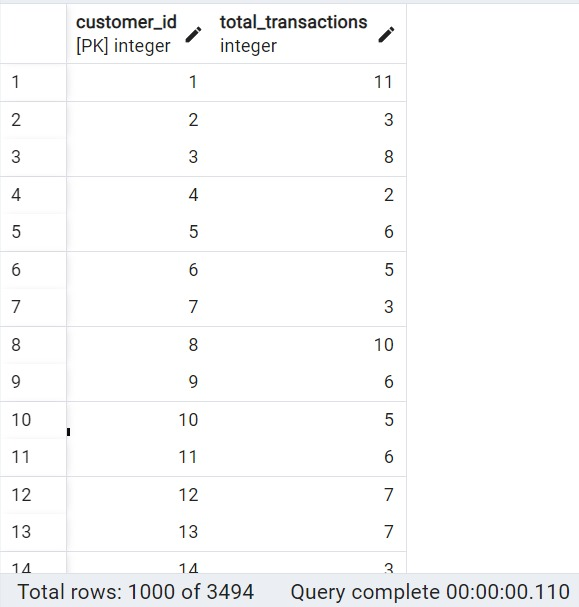 customer_id total_transactions
[PK] integer integer
1 1 11
2 2 3
3 3 8
4 4 2
5 5 6
6 6 5
7 7 3
8 8 10
9 9 6
10 10 5
11 11 6
12 12 7
13 13 7
14 14 3
Total rows: 1000 of 3494 Query complete 00:00:00.110